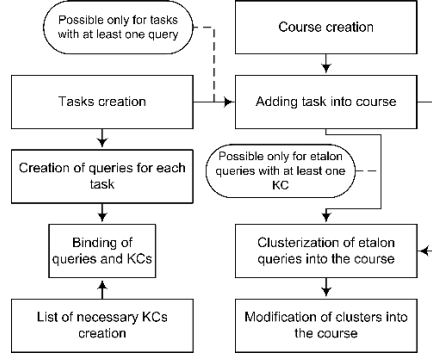 Possible only for tasks
with at least one query
Course creation
Tasks creation
Adding task into course
Creation of queries for each
task
Possible only for etalon
queries with at least one
KC
Binding of
queries and KCs
Clusterization of etalon
queries into the course
List of necessary KCs
creation
Modification of clusters into
the course